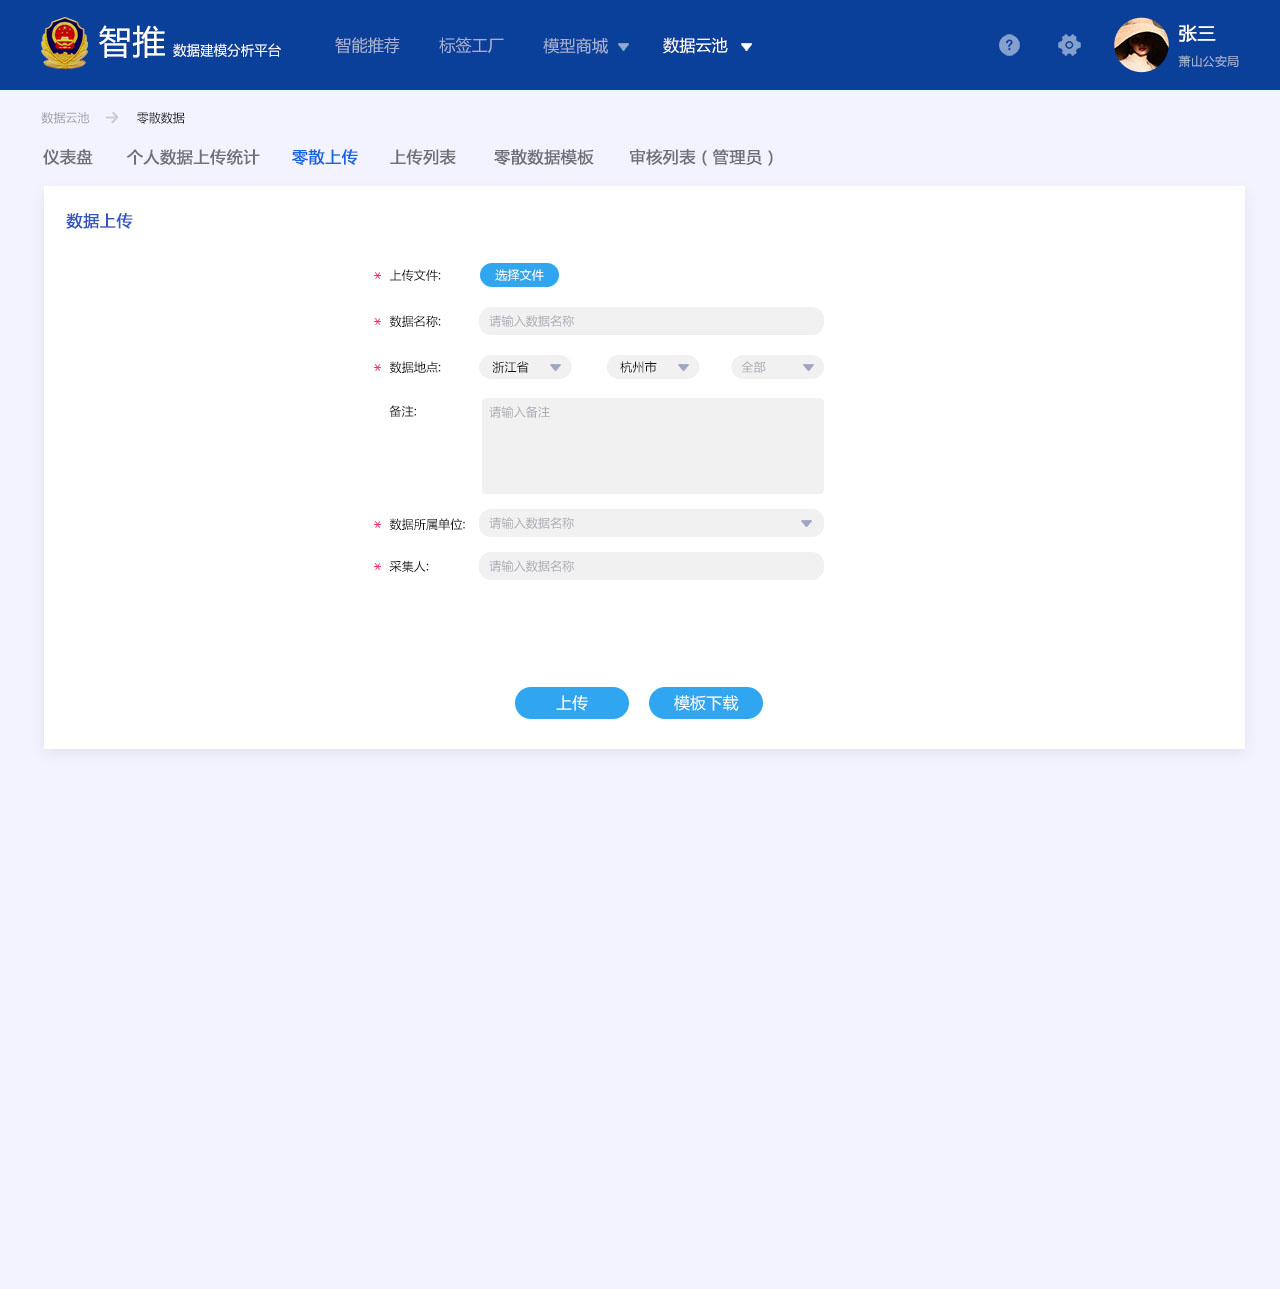 智推 数据建模分析平台 智能推荐 标签工厂 模型商城 数据云池 ? 张三
萧山公安局
数据云池 零散数据
仪表盘 个人数据上传统计 零散上传 上传列表 零散数据模板 审核列表（管理员）
数据上传
* 上传文件: 选择文件
* 数据名称: 请输入数据名称
* 数据地点: 浙江省 杭州市 全部
备注: 请输入备注
* 数据所属单位: 请输入数据名称
* 采集人: 请输入数据名称
上传 模板下载